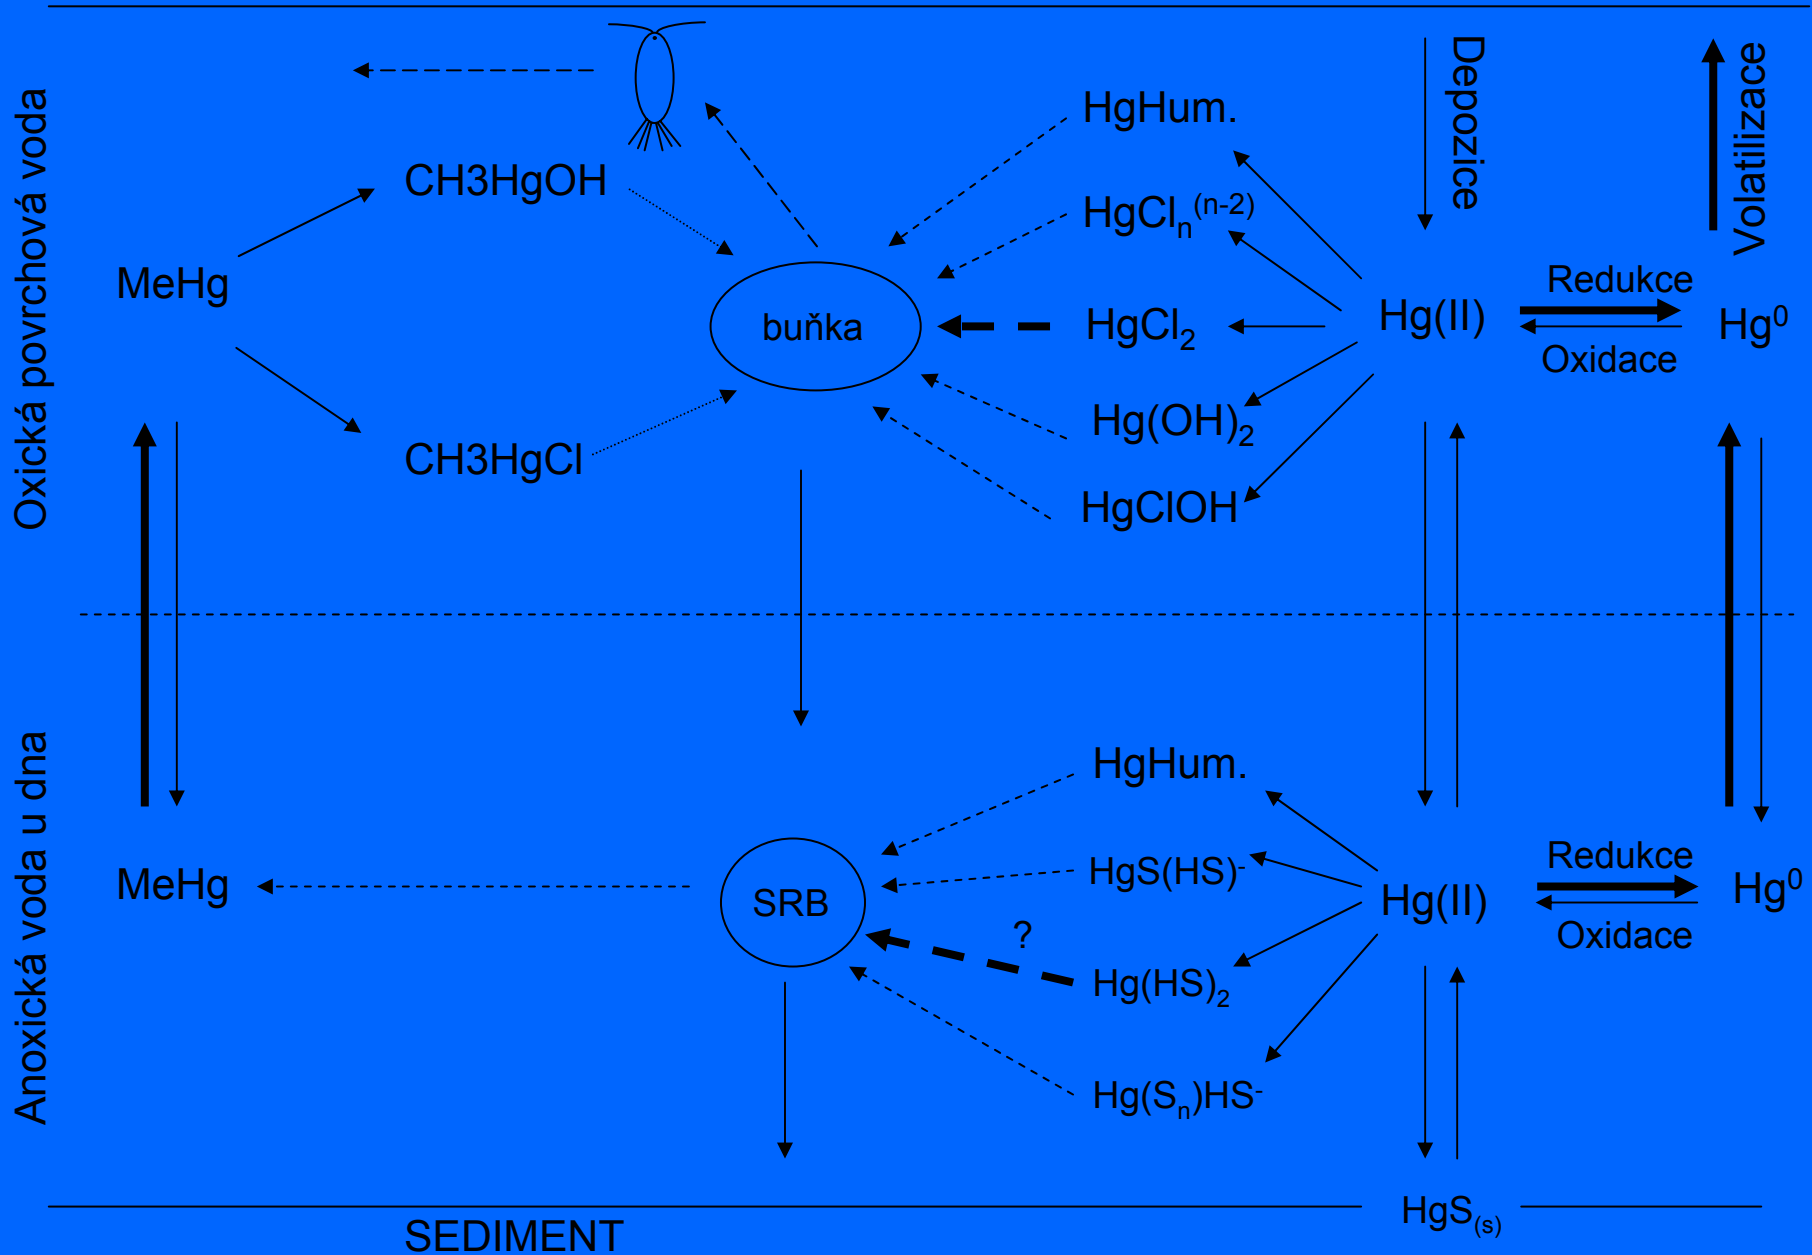 Oxická povrchová voda
Depozice
Volatilizace
HgHum.
CH3HgOH
HgCln(n-2)
MeHg
buňka
HgCl2
Hg(II)
Redukce
Oxidace
Hg0
Hg(OH)2
CH3HgCl
HgClOH
Anoxická voda u dna
HgHum.
MeHg
SRB
HgS(HS)-
Hg(II)
Redukce
Oxidace
Hg0
?
Hg(HS)2
Hg(Sn)HS-
HgS(s)
SEDIMENT